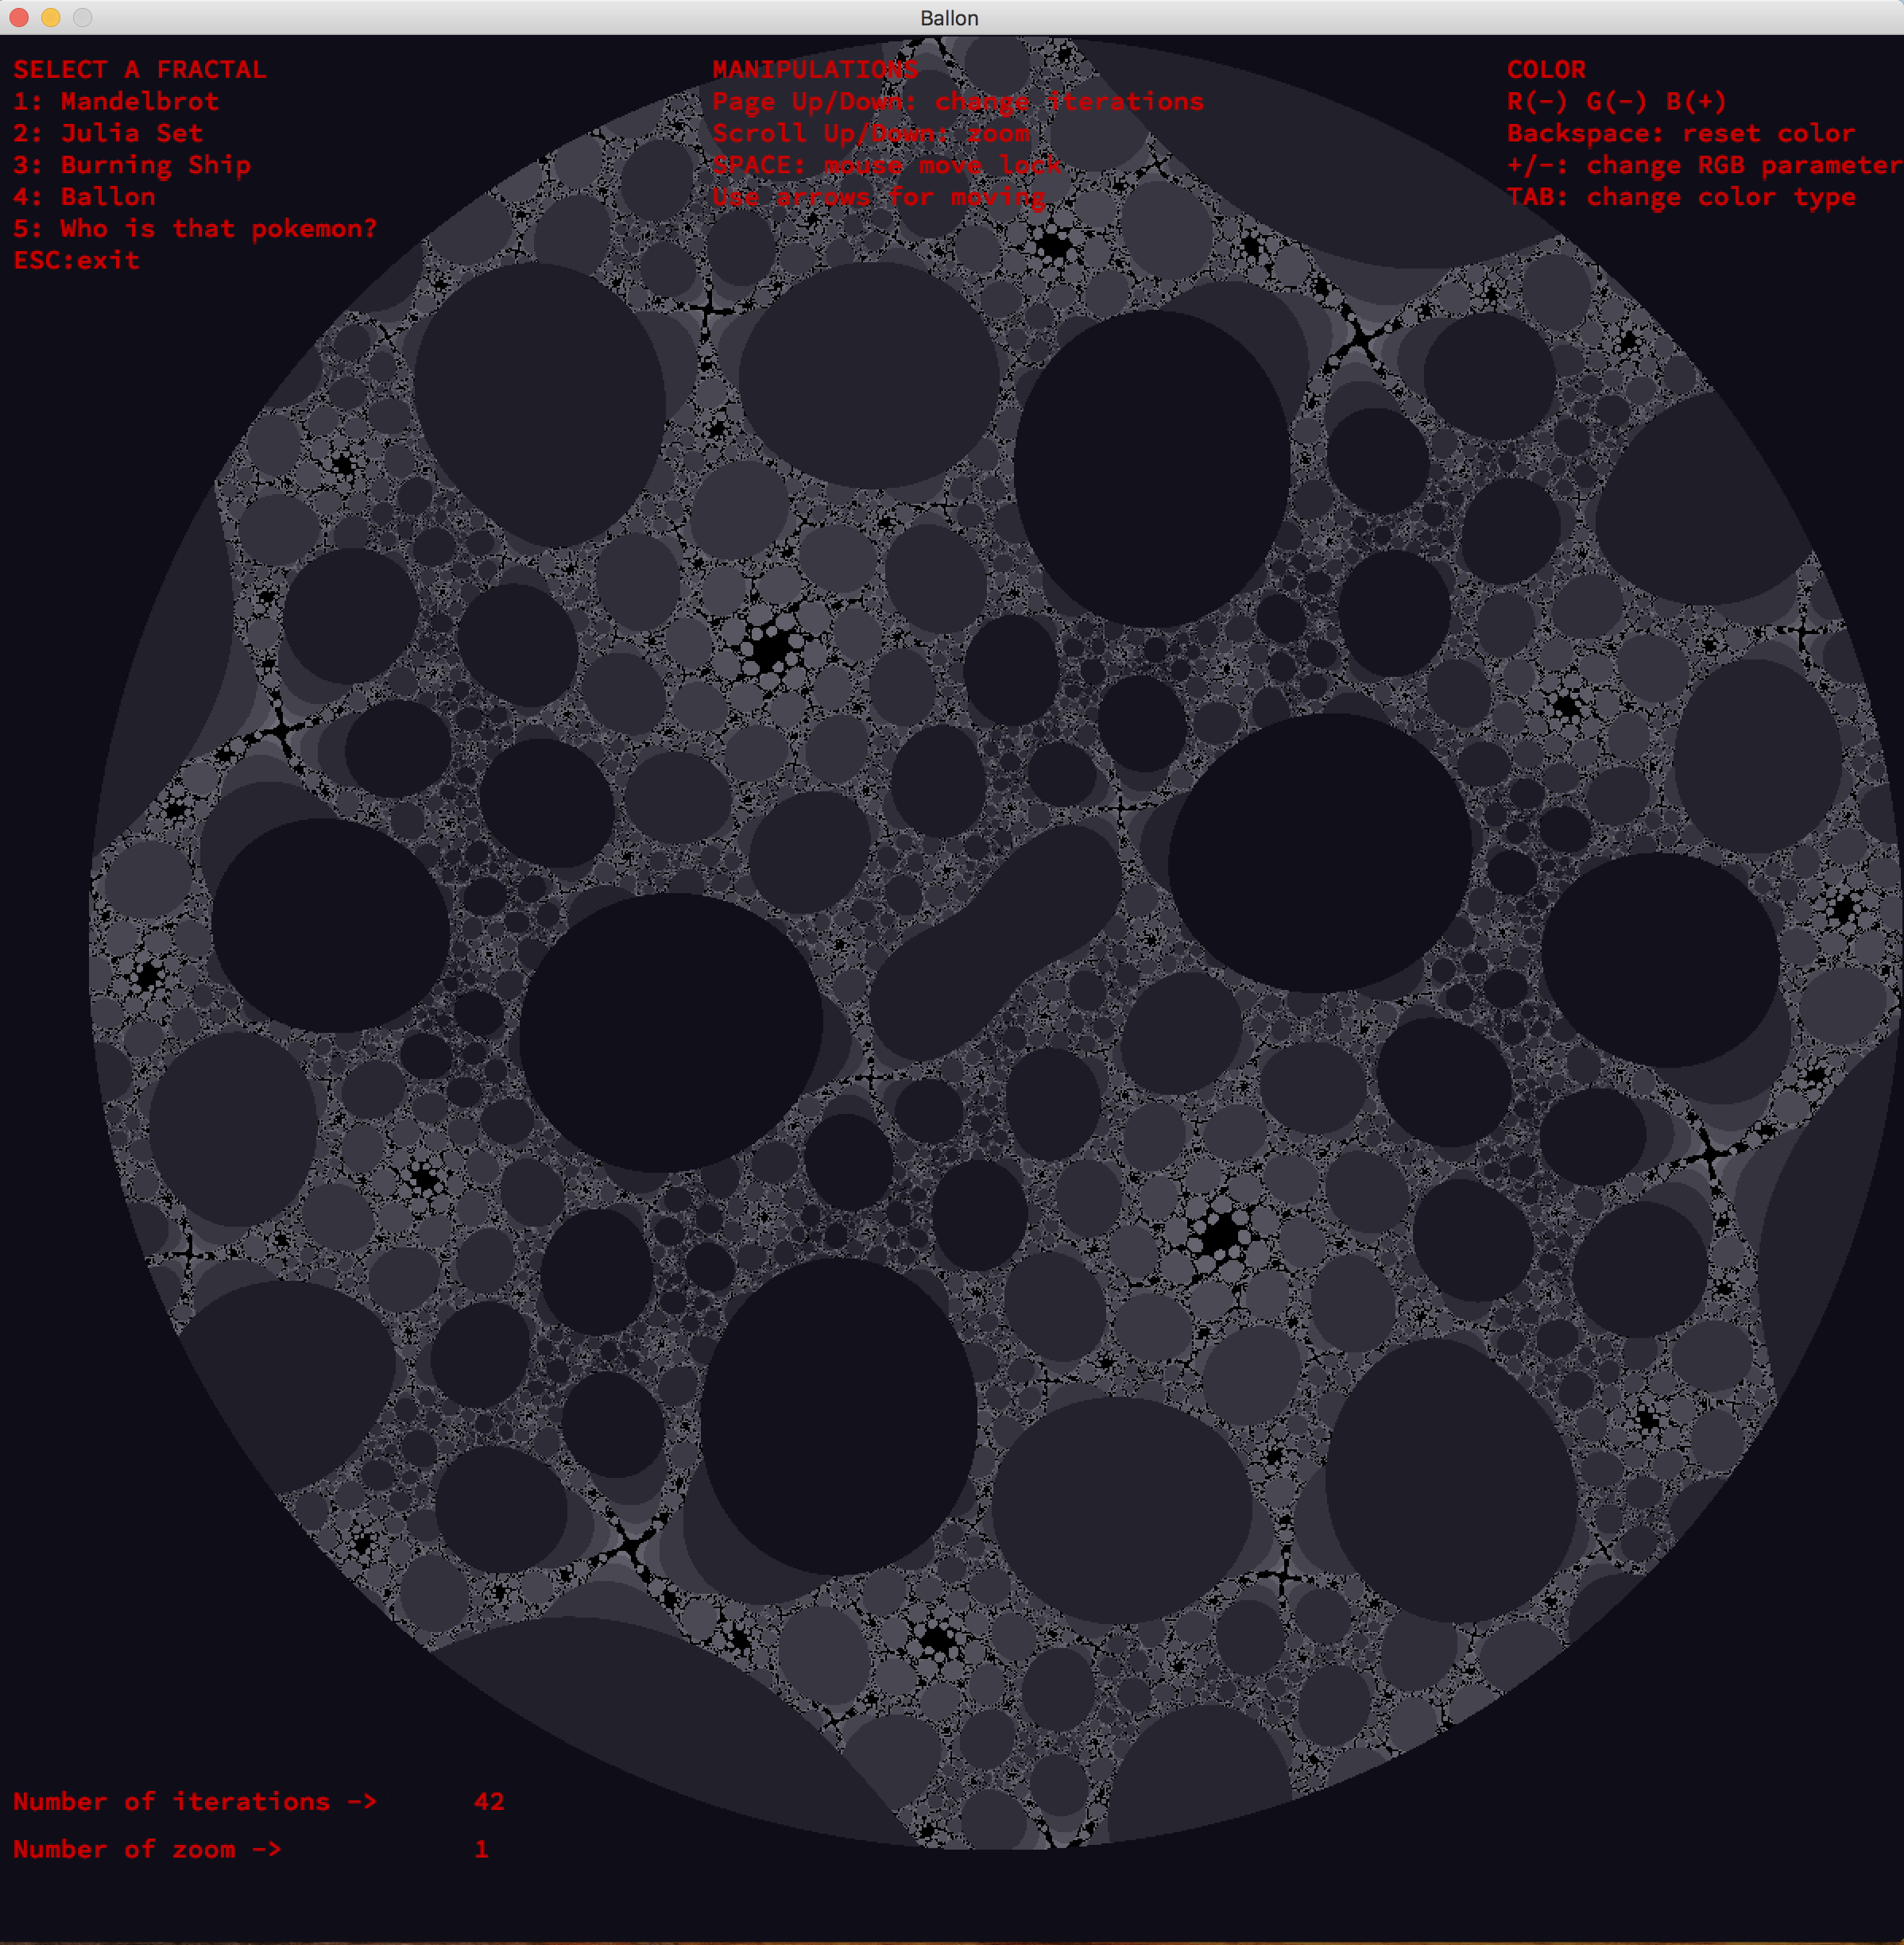 Ballon
SELECT A FRACTAL
1: Mandelbrot
2: Julia Set
3: Burning Ship
4: Ballon
5: Who is that pokemon?
ESC:exit
MANIPULATIONS
Page Up/Down: change iterations
Scroll Up/Down: zoom
SPACE: mouse move lock
Use arrows for moving
COLOR
R(-) G(-) B(+)
Backspace: reset color
+/-: change RGB parameter
TAB: change color type
Number of iterations -> 42
Number of zoom -> 1